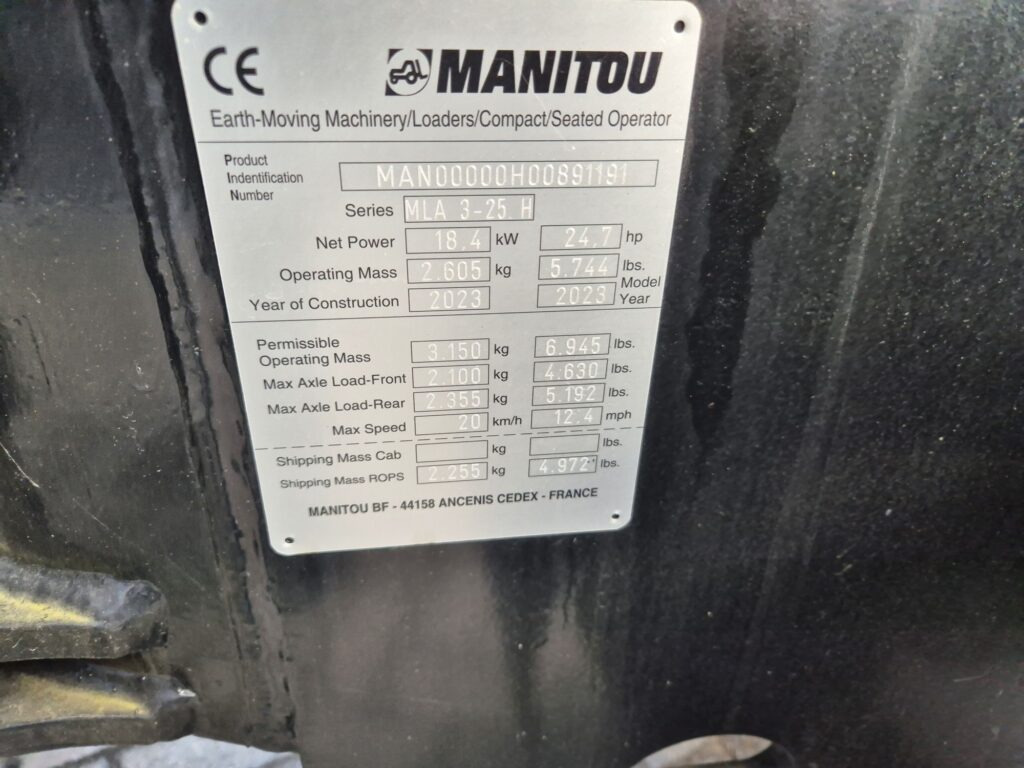 CE MANITOU
Earth-Moving Machinery/Loaders/Compact/Seated Operator
Product
Indentification
Number
MAN00000H00891191
Series MLA 3-25 H
Net Power 18.4 kW 24.7 hp
Operating Mass 2.605 kg 5.744 lbs.
Year of Construction 2023 2023 Model Year
Permissible
Operating Mass 3.150 kg 6.945 lbs.
Max Axle Load-Front 2.100 kg 4.630 lbs.
Max Axle Load-Rear 2.355 kg 5.192 lbs.
Max Speed 20 km/h 12.4 mph
Shipping Mass Cab kg lbs.
Shipping Mass ROPS 2.255 kg 4.972 lbs.
MANITOU BF - 44158 ANCENIS CEDEX - FRANCE